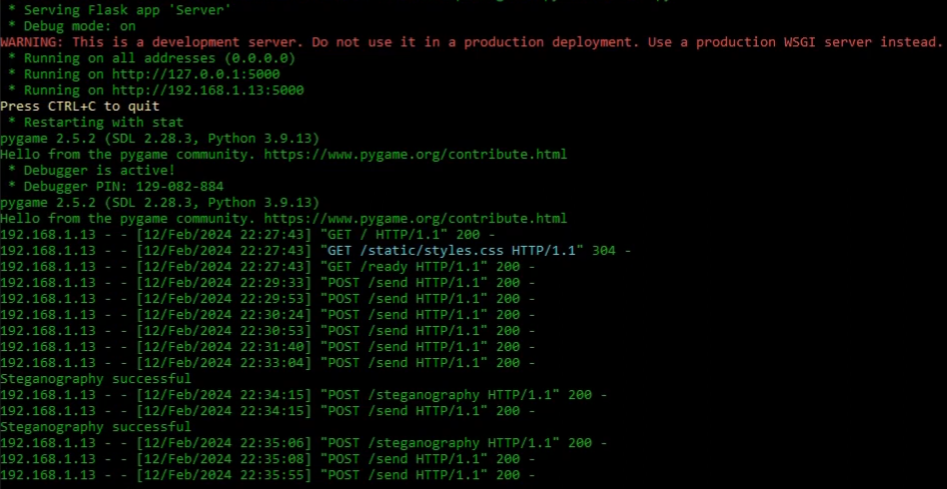 * Serving Flask app 'Server'
* Debug mode: on
WARNING: This is a development server. Do not use it in a production deployment. Use a production WSGI server instead.
* Running on all addresses (0.0.0.0)
* Running on http://127.0.0.1:5000
* Running on http://192.168.1.13:5000
Press CTRL+C to quit
* Restarting with stat
pygame 2.5.2 (SDL 2.28.3, Python 3.9.13)
Hello from the pygame community. https://www.pygame.org/contribute.html
* Debugger is active!
* Debugger PIN: 129-082-884
pygame 2.5.2 (SDL 2.28.3, Python 3.9.13)
Hello from the pygame community. https://www.pygame.org/contribute.html
192.168.1.13 - - [12/Feb/2024 22:27:43] "GET / HTTP/1.1" 200 -
192.168.1.13 - - [12/Feb/2024 22:27:43] "GET /static/styles.css HTTP/1.1" 304 -
192.168.1.13 - - [12/Feb/2024 22:27:43] "GET /ready HTTP/1.1" 200 -
192.168.1.13 - - [12/Feb/2024 22:29:33] "POST /send HTTP/1.1" 200 -
192.168.1.13 - - [12/Feb/2024 22:29:53] "POST /send HTTP/1.1" 200 -
192.168.1.13 - - [12/Feb/2024 22:30:24] "POST /send HTTP/1.1" 200 -
192.168.1.13 - - [12/Feb/2024 22:30:53] "POST /send HTTP/1.1" 200 -
192.168.1.13 - - [12/Feb/2024 22:31:40] "POST /send HTTP/1.1" 200 -
192.168.1.13 - - [12/Feb/2024 22:33:04] "POST /send HTTP/1.1" 200 -
Steganography successful
192.168.1.13 - - [12/Feb/2024 22:34:15] "POST /steganography HTTP/1.1" 200 -
192.168.1.13 - - [12/Feb/2024 22:34:15] "POST /send HTTP/1.1" 200 -
Steganography successful
192.168.1.13 - - [12/Feb/2024 22:35:06] "POST /steganography HTTP/1.1" 200 -
192.168.1.13 - - [12/Feb/2024 22:35:08] "POST /send HTTP/1.1" 200 -
192.168.1.13 - - [12/Feb/2024 22:35:55] "POST /send HTTP/1.1" 200 -